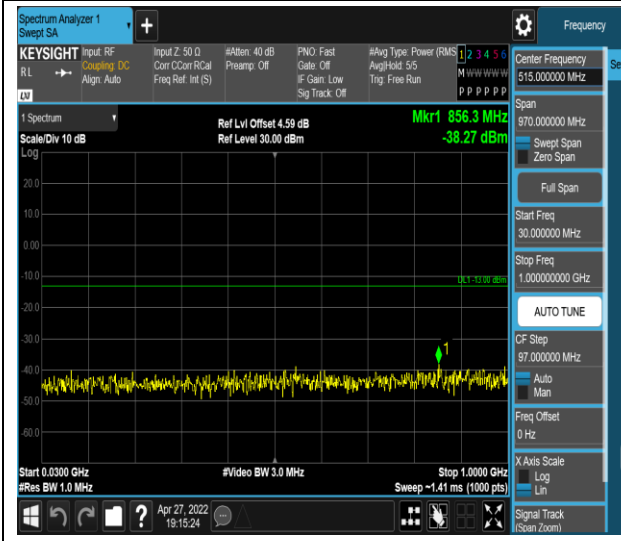 Spectrum Analyzer 1
Swept SA
+
Frequency
KEYSIGHT
RL
LXI
Input: RF
Coupling: DC
Align: Auto
Input Z: 50 Ω
Corr CCorr RCal
Freq Ref: Int (S)
#Atten: 40 dB
Preamp: Off
PNO: Fast
Gate: Off
IF Gain: Low
Sig Track: Off
#Avg Type: Power (RMS
Avg|Hold: 5/5
Trig: Free Run
1 2 3 4 5 6
M W W W W W
P P P P P P
1 Spectrum
Scale/Div 10 dB
Log
Ref Lvl Offset 4.59 dB
Ref Level 30.00 dBm
Mkr1 856.3 MHz
-38.27 dBm
20.0
10.0
0.00
-10.0
DL1 -13.00 dBm
-20.0
-30.0
1
-40.0
-50.0
-60.0
Start 0.0300 GHz
#Res BW 1.0 MHz
#Video BW 3.0 MHz
Stop 1.0000 GHz
Sweep ~1.41 ms (1000 pts)
?
Apr 27, 2022
19:15:24
Center Frequency
515.000000 MHz
Se
Span
970.000000 MHz
Swept Span
Zero Span
Full Span
Start Freq
30.000000 MHz
Stop Freq
1.000000000 GHz
AUTO TUNE
CF Step
97.000000 MHz
Auto
Man
Freq Offset
0 Hz
X Axis Scale
Log
Lin
Signal Track
(Span Zoom)